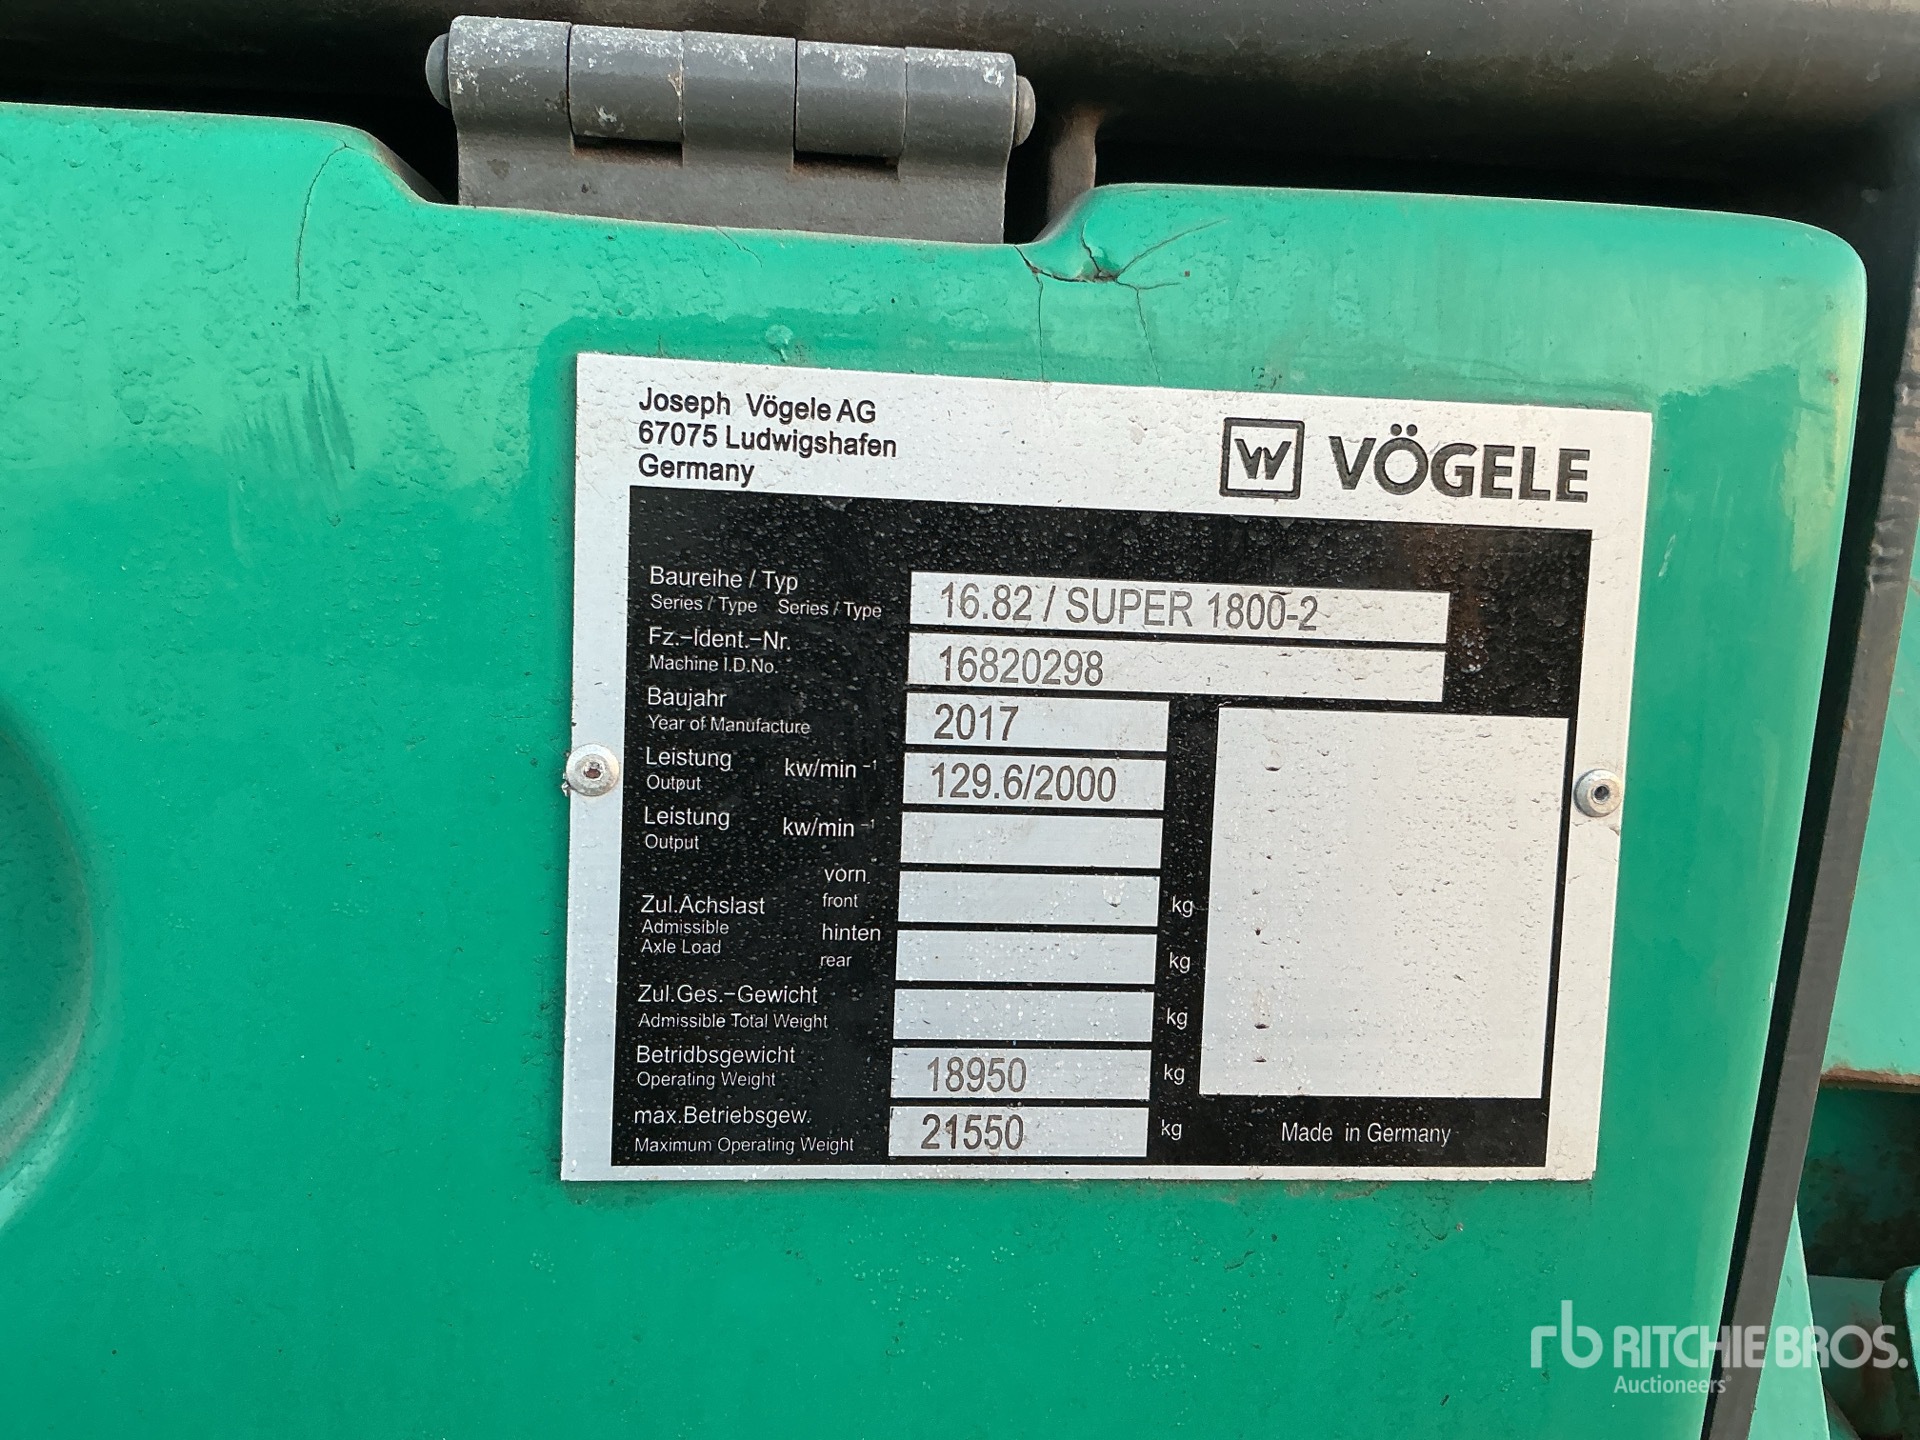 Joseph Vögele AG
67075 Ludwigshafen
Germany
VÖGELE
Baureihe / Typ
Series / Type Series / Type
16.82 / SUPER 1800-2
Fz.-Ident.-Nr.
Machine I.D.No.
16820298
Baujahr
Year of Manufacture
2017
Leistung kw/min -1
Output
129.6/2000
Leistung kw/min -1
Output
vorn
front
kg
Zul.Achslast
Admissible
Axle Load
hinten
rear
kg
Zul.Ges.-Gewicht
Admissible Total Weight
kg
Betridbsgewicht
Operating Weight
18950 kg
max.Betriebsgew.
Maximum Operating Weight
21550 kg
Made in Germany
rb RITCHIE BROS.
Auctioneers